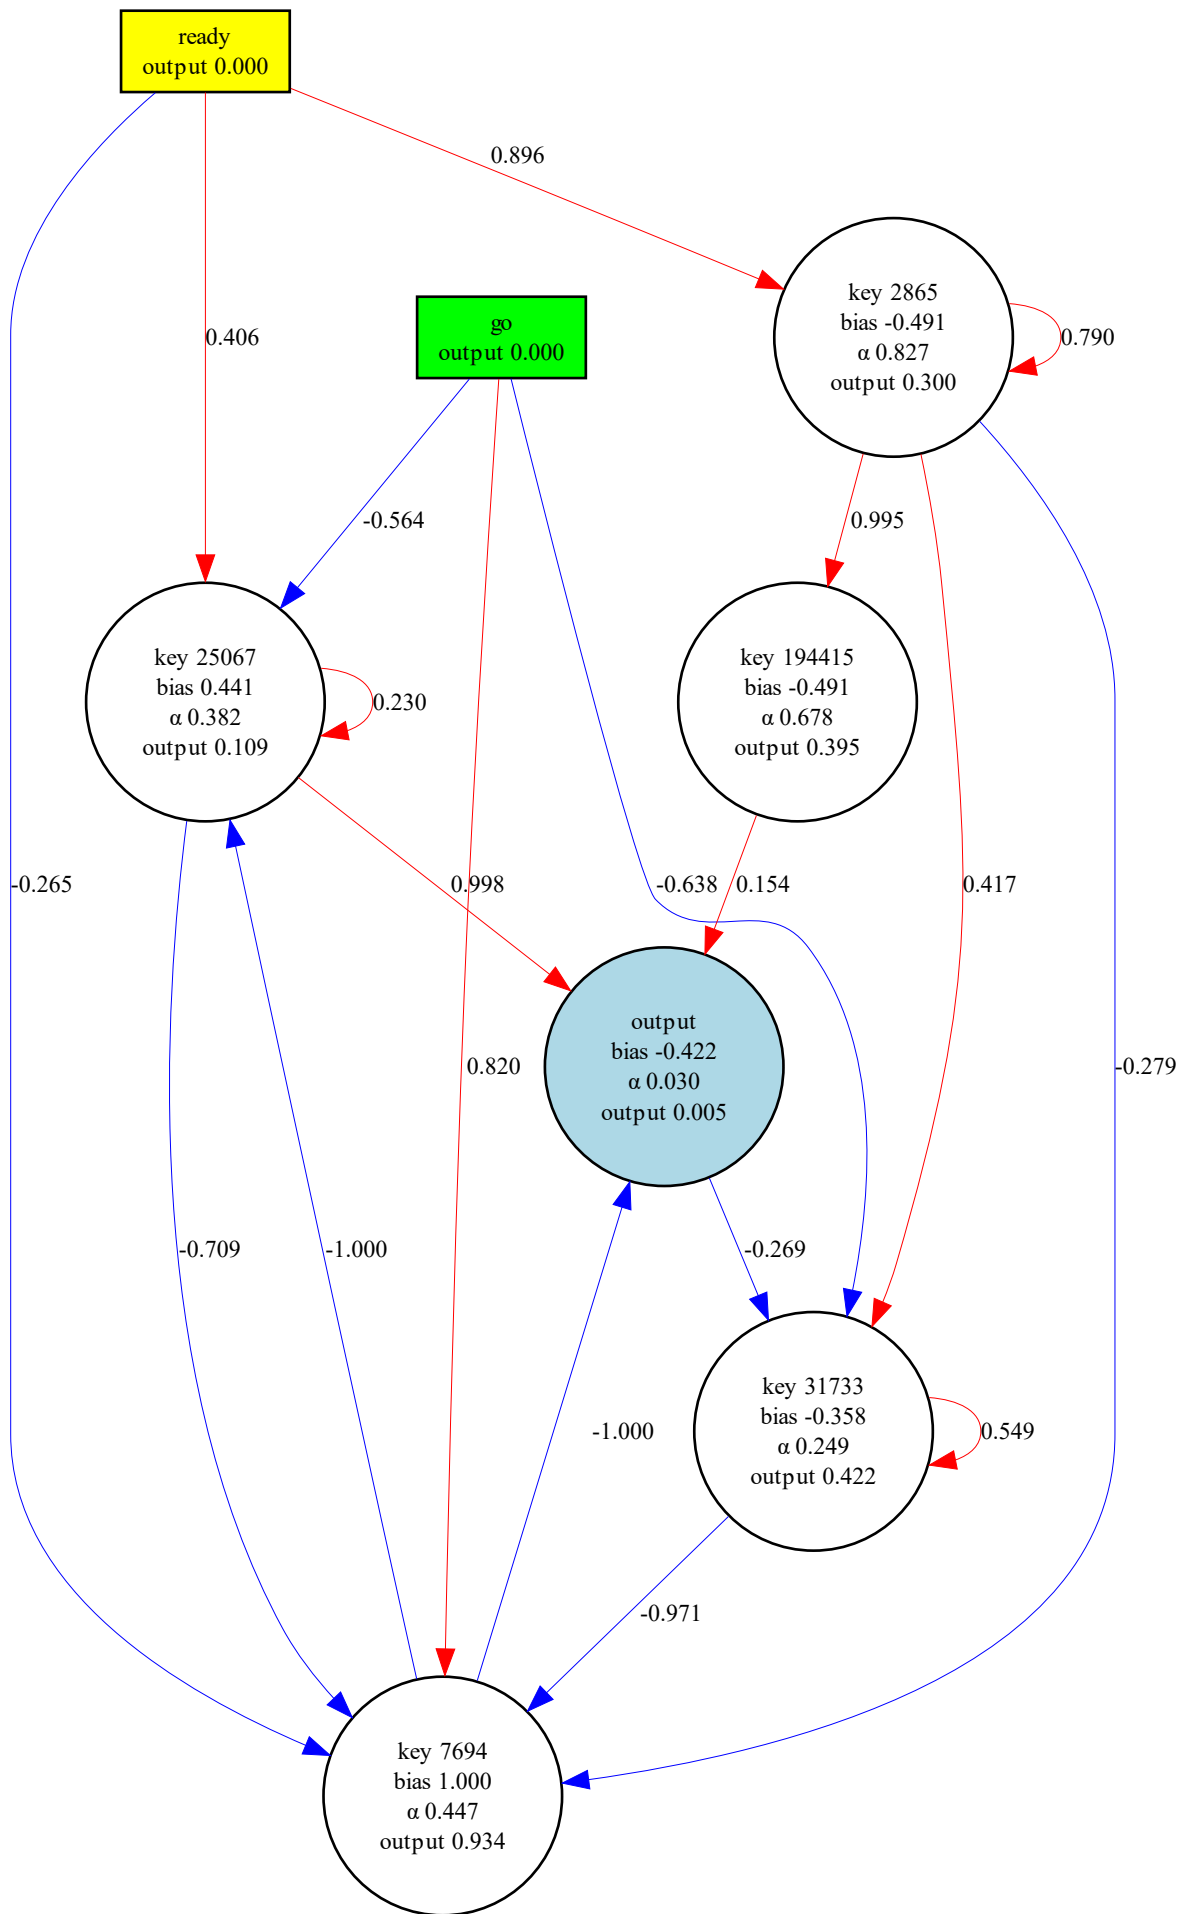 ready
output 0.000
0.896
key 2865
bias -0.491
α 0.827
output 0.300
0.790
go
output 0.000
0.406
-0.564
0.995
key 25067
bias 0.441
α 0.382
output 0.109
0.230
key 194415
bias -0.491
α 0.678
output 0.395
-0.265
0.998
-0.638
0.154
0.417
output
bias -0.422
α 0.030
output 0.005
0.820
-0.279
-0.709
-1.000
-0.269
key 31733
bias -0.358
α 0.249
output 0.422
0.549
-1.000
-0.971
key 7694
bias 1.000
α 0.447
output 0.934